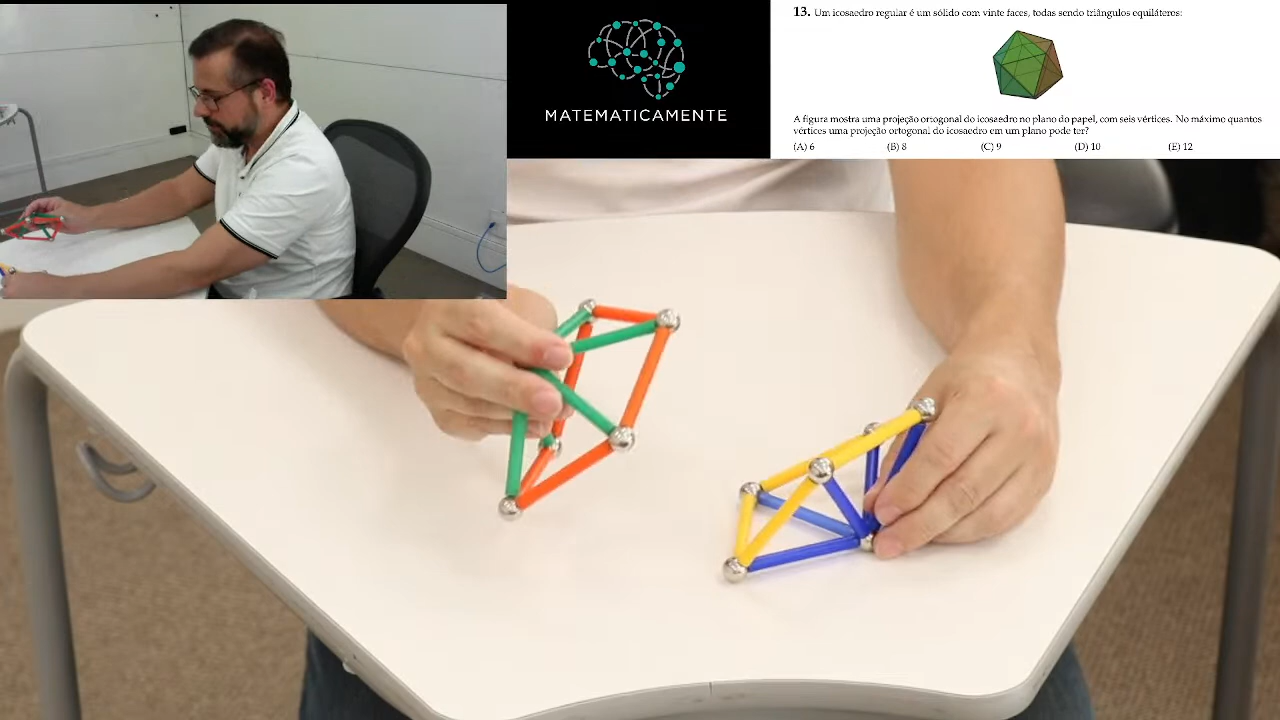 MATEMATICAMENTE
13. Um icosaedro regular é um sólido com vinte faces, todas sendo triângulos equiláteros:
A figura mostra uma projeção ortogonal do icosaedro no plano do papel, com seis vértices. No máximo quantos
vértices uma projeção ortogonal do icosaedro em um plano pode ter?
(A) 6 (B) 8 (C) 9 (D) 10 (E) 12